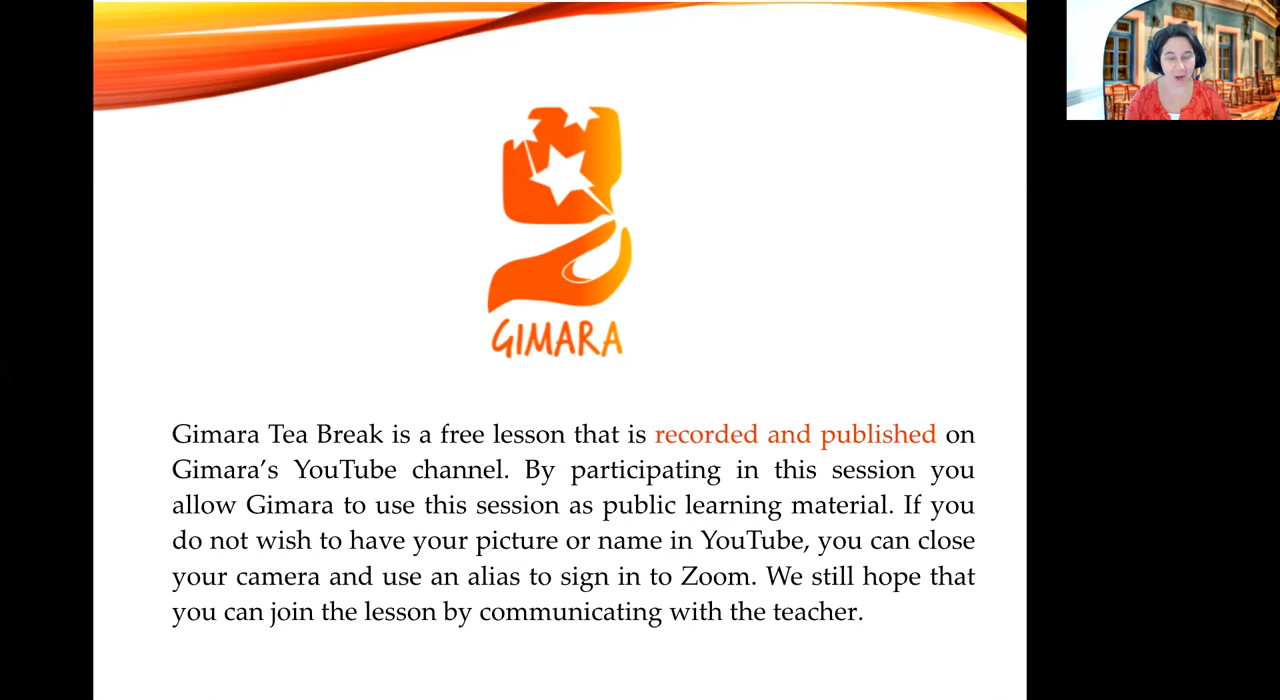 GIMARA
Gimara Tea Break is a free lesson that is recorded and published on
Gimara’s YouTube channel. By participating in this session you
allow Gimara to use this session as public learning material. If you
do not wish to have your picture or name in YouTube, you can close
your camera and use an alias to sign in to Zoom. We still hope that
you can join the lesson by communicating with the teacher.